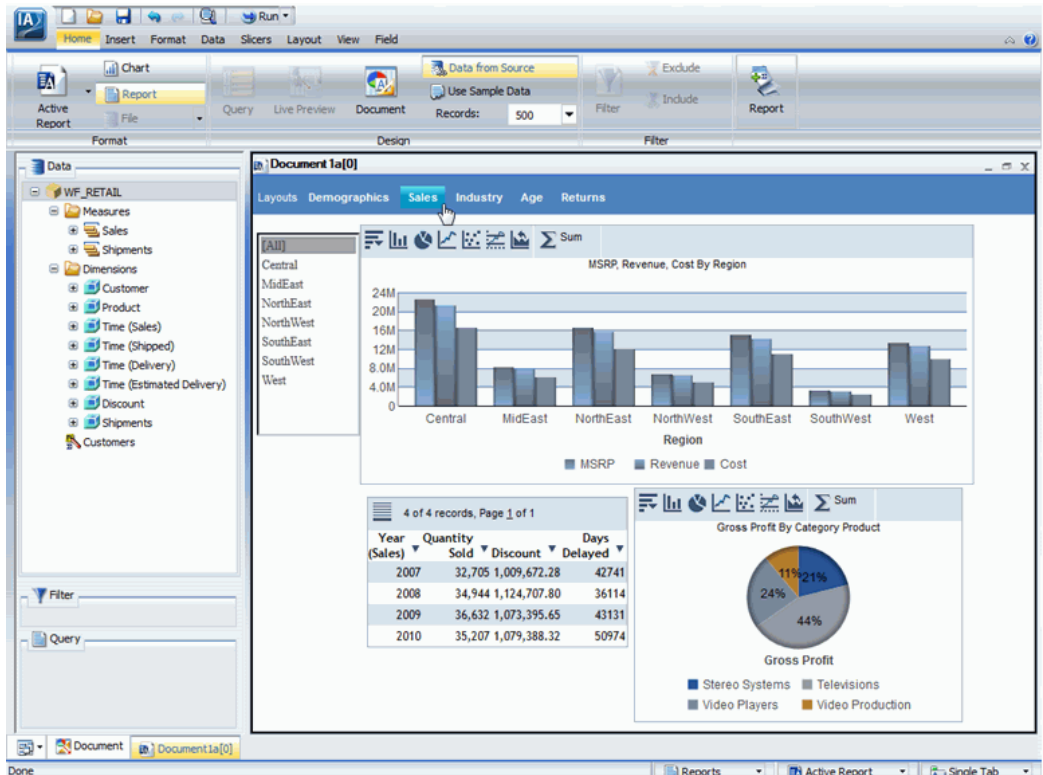 IA
Run
Home Insert Format Data Slicers Layout View Field
Active Report
Chart
Report
File
Format
Query
Live Preview
Document
Data from Source
Use Sample Data
Records: 500
Design
Filter
Exclude
Include
Filter
Report
Data
WF_RETAIL
Measures
Sales
Shipments
Dimensions
Customer
Product
Time (Sales)
Time (Shipped)
Time (Delivery)
Time (Estimated Delivery)
Discount
Shipments
Customers
Filter
Query
Document1a[0]
Layouts Demographics Sales Industry Age Returns
[All]
Central
MidEast
NorthEast
NorthWest
SouthEast
SouthWest
West
Sum
MSRP, Revenue, Cost By Region
24M
20M
16M
12M
8.0M
4.0M
0
Central MidEast NorthEast NorthWest SouthEast SouthWest West
Region
MSRP Revenue Cost
4 of 4 records, Page 1 of 1
Year Quantity Days
(Sales) Sold Discount Delayed
2007 32,705 1,009,672.28 42741
2008 34,944 1,124,707.80 36114
2009 36,632 1,073,395.65 43131
2010 35,207 1,079,388.32 50974
Sum
Gross Profit By Category Product
11% 21%
24%
44%
Gross Profit
Stereo Systems Televisions
Video Players Video Production
Document Document1a[0]
Done Reports Active Report Single Tab